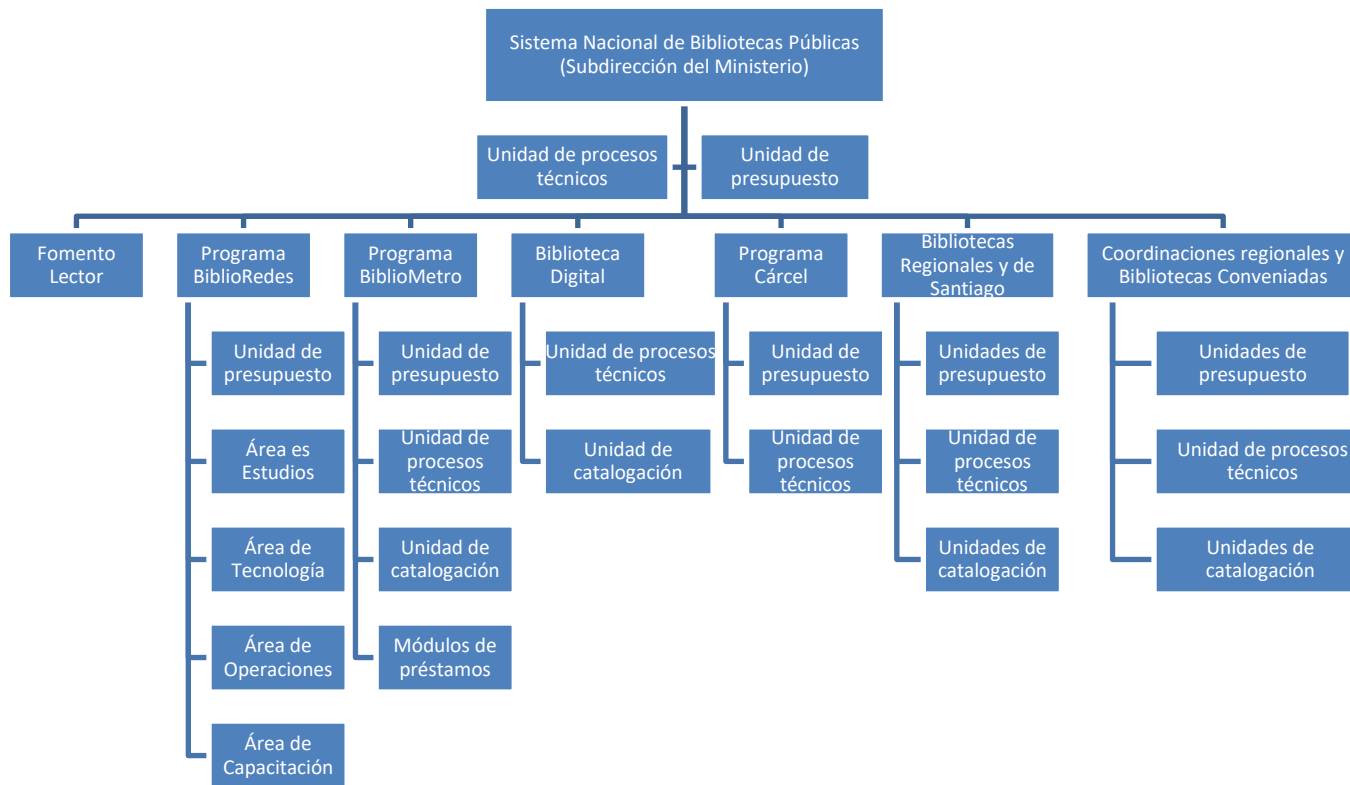 Sistema Nacional de Bibliotecas Públicas
(Subdirección del Ministerio)
Unidad de procesos
técnicos
Unidad de
presupuesto
Fomento
Lector
Programa
BiblioRedes
Programa
BiblioMetro
Biblioteca
Digital
Programa
Cárcel
Bibliotecas
Regionales y de
Santiago
Coordinaciones regionales y
Bibliotecas Conveniadas
Unidad de
presupuesto
Área es
Estudios
Área de
Tecnología
Área de
Operaciones
Área de
Capacitación
Unidad de
presupuesto
Unidad de
procesos
técnicos
Unidad de
catalogación
Módulos de
préstamos
Unidad de procesos
técnicos
Unidad de
catalogación
Unidad de
presupuesto
Unidad de
procesos
técnicos
Unidades de
presupuesto
Unidad de
procesos
técnicos
Unidades de
catalogación
Unidades de
presupuesto
Unidad de procesos
técnicos
Unidades de
catalogación